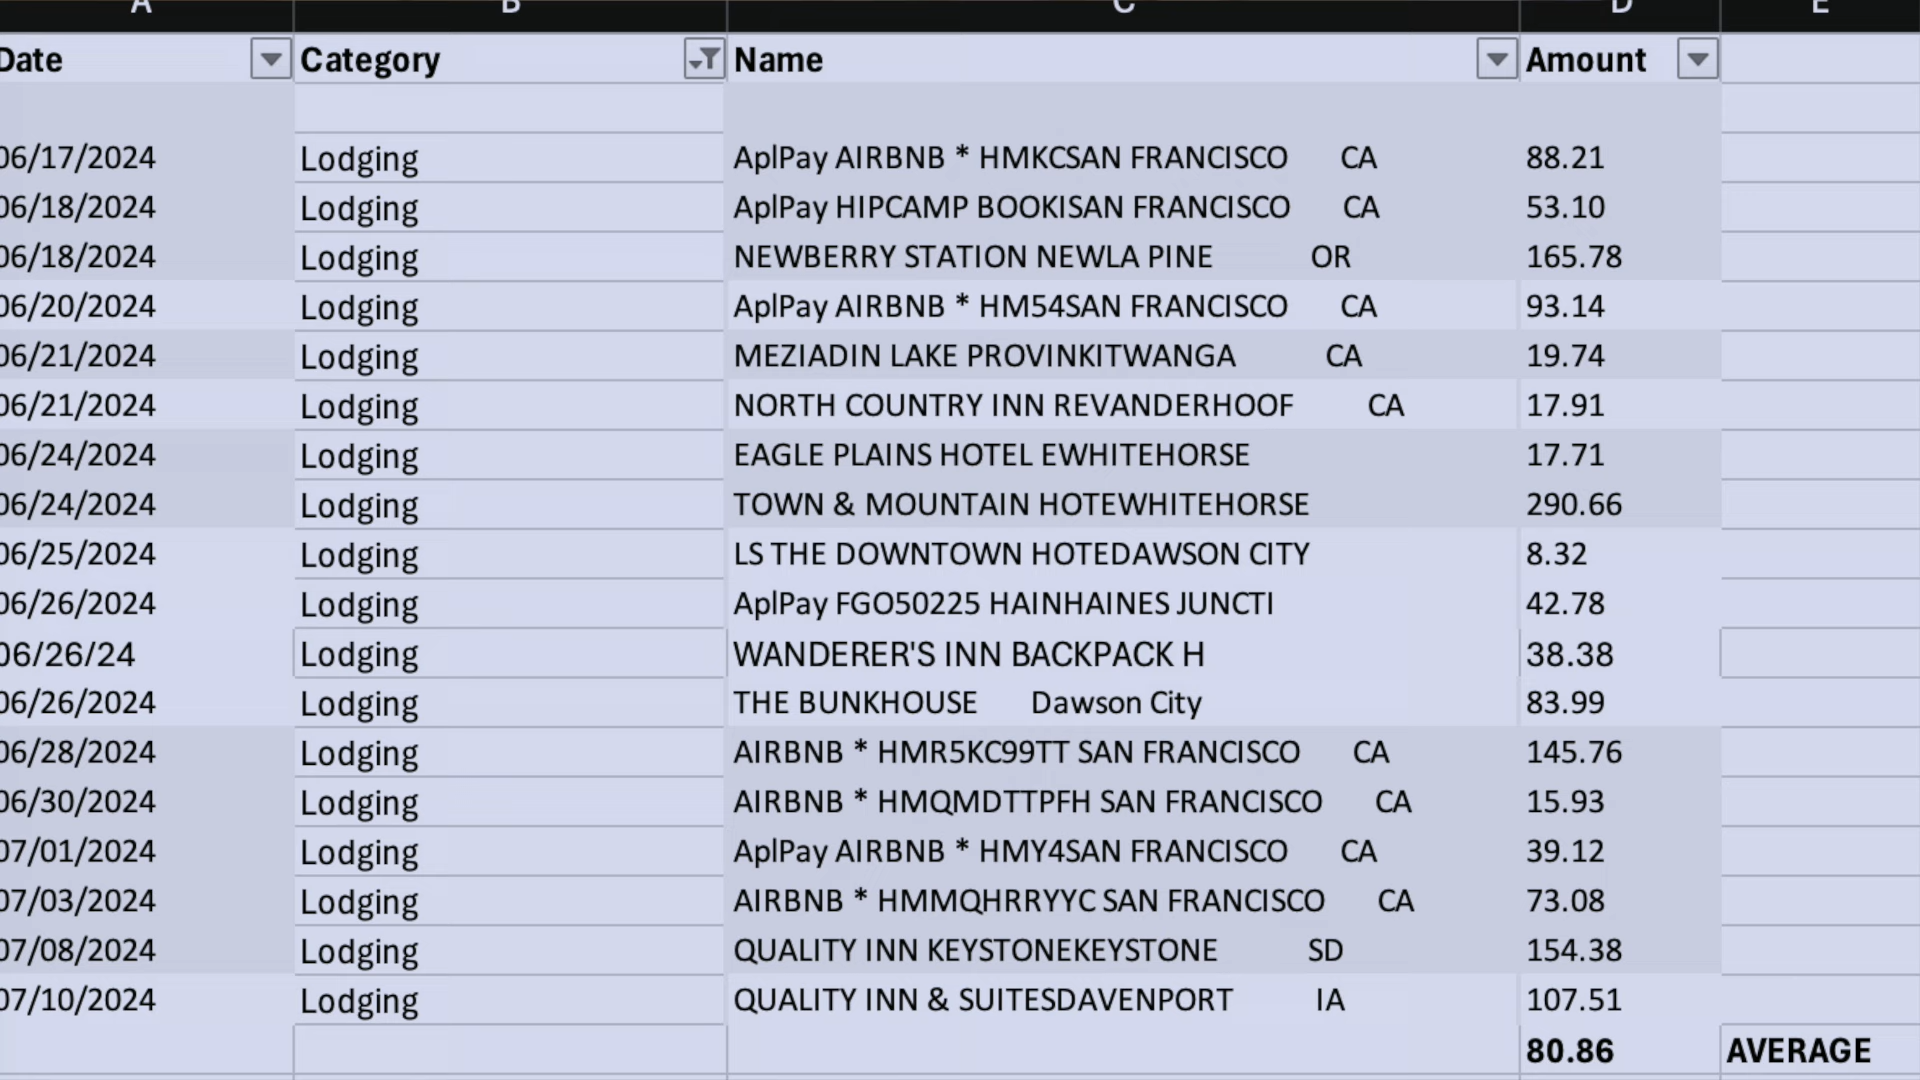 A B C D E
Date Category Name Amount
06/17/2024 Lodging AplPay AIRBNB * HMKCSAN FRANCISCO CA 88.21
06/18/2024 Lodging AplPay HIPCAMP BOOKISAN FRANCISCO CA 53.10
06/18/2024 Lodging NEWBERRY STATION NEWLA PINE OR 165.78
06/20/2024 Lodging AplPay AIRBNB * HM54SAN FRANCISCO CA 93.14
06/21/2024 Lodging MEZIADIN LAKE PROVINKITWANGA CA 19.74
06/21/2024 Lodging NORTH COUNTRY INN REVANDERHOOF CA 17.91
06/24/2024 Lodging EAGLE PLAINS HOTEL EWHITEHORSE 17.71
06/24/2024 Lodging TOWN & MOUNTAIN HOTEWHITEHORSE 290.66
06/25/2024 Lodging LS THE DOWNTOWN HOTEDAWSON CITY 8.32
06/26/2024 Lodging AplPay FGO50225 HAINHAINES JUNCTI 42.78
06/26/24 Lodging WANDERER'S INN BACKPACK H 38.38
06/26/2024 Lodging THE BUNKHOUSE Dawson City 83.99
06/28/2024 Lodging AIRBNB * HMR5KC99TT SAN FRANCISCO CA 145.76
06/30/2024 Lodging AIRBNB * HMQMDTTPFH SAN FRANCISCO CA 15.93
07/01/2024 Lodging AplPay AIRBNB * HMY4SAN FRANCISCO CA 39.12
07/03/2024 Lodging AIRBNB * HMMQHRRYYC SAN FRANCISCO CA 73.08
07/08/2024 Lodging QUALITY INN KEYSTONEKEYSTONE SD 154.38
07/10/2024 Lodging QUALITY INN & SUITESDAVENPORT IA 107.51
80.86 AVERAGE